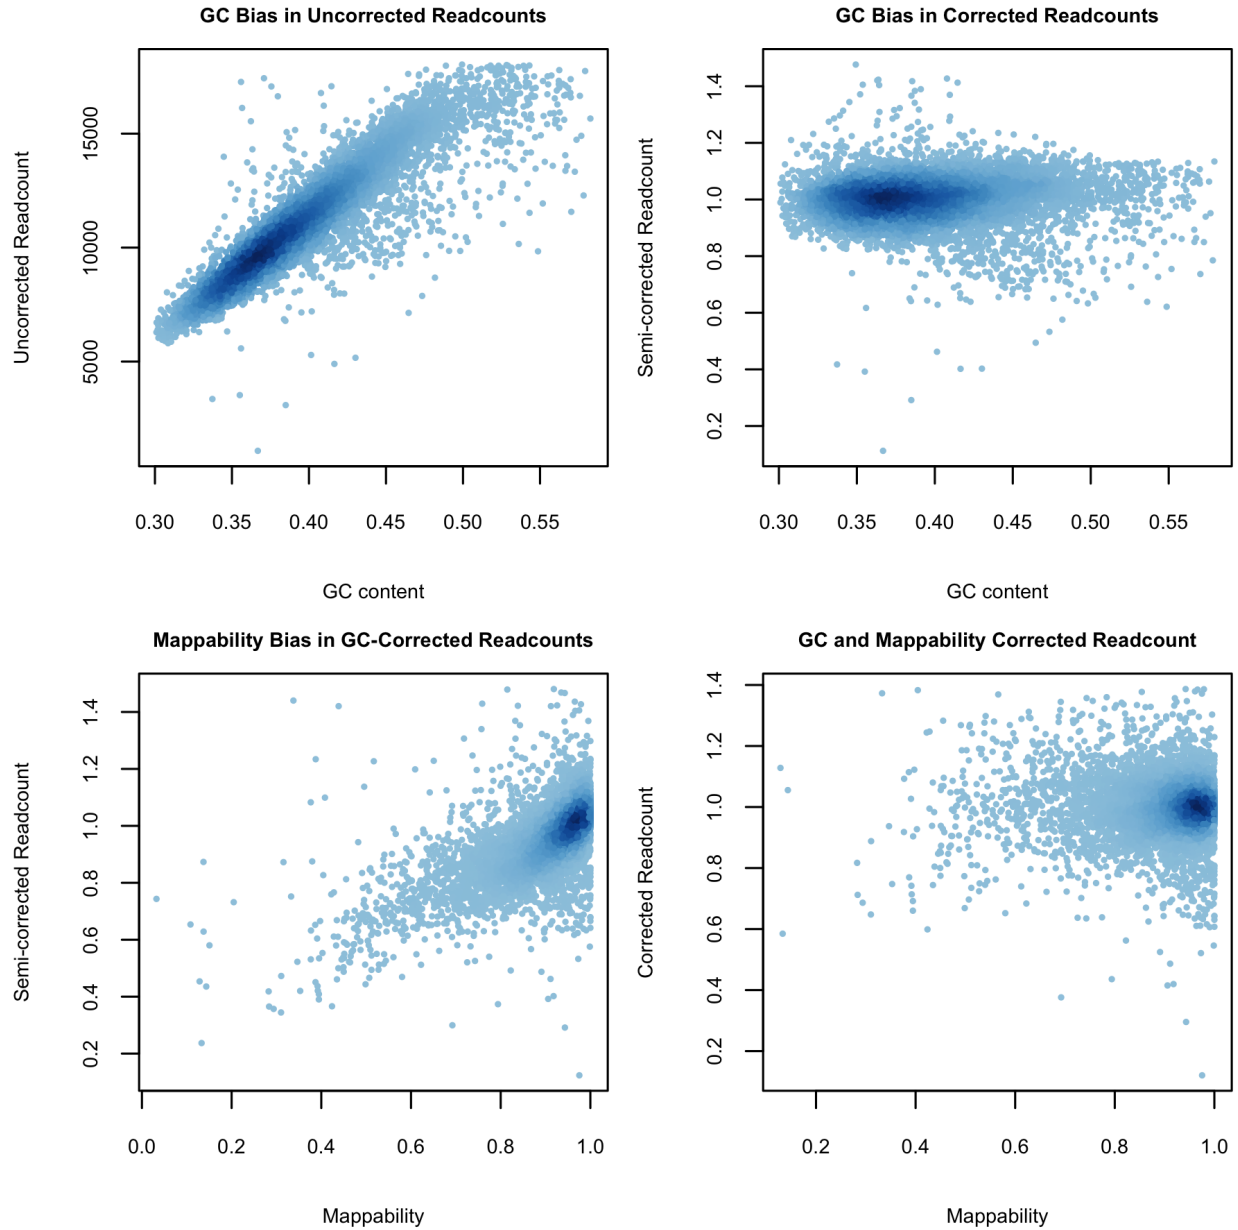 GC Bias in Uncorrected Readcounts
Uncorrected Readcount
15000
10000
5000
0.30 0.35 0.40 0.45 0.50 0.55
GC content
GC Bias in Corrected Readcounts
Semi-corrected Readcount
1.4
1.2
1.0
0.8
0.6
0.4
0.2
0.30 0.35 0.40 0.45 0.50 0.55
GC content
Mappability Bias in GC-Corrected Readcounts
Semi-corrected Readcount
1.4
1.2
1.0
0.8
0.6
0.4
0.2
0.0 0.2 0.4 0.6 0.8 1.0
Mappability
GC and Mappability Corrected Readcount
Corrected Readcount
1.4
1.2
1.0
0.8
0.6
0.4
0.2
0.2 0.4 0.6 0.8 1.0
Mappability